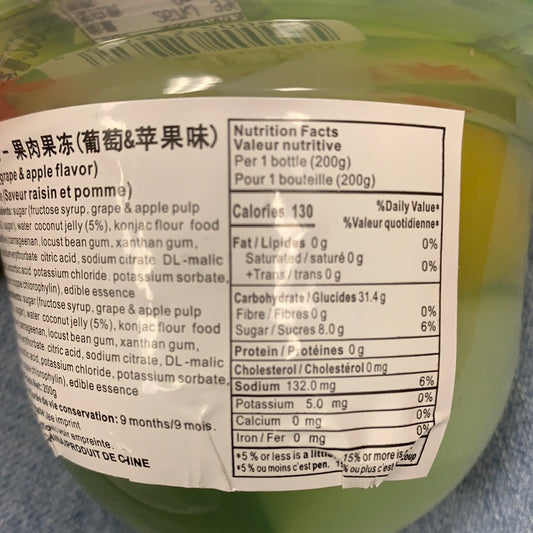 - 果肉果冻(葡萄&苹果味)
grape & apple flavor)
(Saveur raisin et pomme)
sugar (fructose syrup, grape & apple pulp
water coconut jelly (5%), konjac flour food
carrageenan, locust bean gum, xanthan gum,
citric acid, sodium citrate DL-malic
acid, potassium chloride, potassium sorbate,
chlorophylin), edible essence
sugar (fructose syrup, grape & apple pulp
water coconut jelly (5%), konjac flour food
locust bean gum, xanthan gum,
citric acid, sodium citrate, DL-malic
acid, potassium chloride, potassium sorbate,
edible essence
200g
de vie conservation: 9 months/9 mois.
imprint
empreinte.
PRODUIT DE
Nutrition Facts
Valeur nutritive
Per 1 bottle (200g)
Pour 1 bouteille (200g)
Calories 130
%Daily Value*
%Valeur quotidienne*
Fat / Lipides 0 g 0%
Saturated / saturé 0 g
+Trans / trans 0 g 0%
Carbohydrate / Glucides 31.4 g
Fibre / Fibres 0 g 0%
Sugar / Sucres 8.0 g 6%
Protein / Protéines 0 g
Cholesterol / Cholestérol 0 mg
Sodium 132.0 mg 6%
Potassium 5.0 mg 0%
Calcium 0 mg 0%
Iron / Fer 0 mg 0%
*5 % or less is a 15% or more is
*5 % ou moins c'est peu, % ou plus c'est